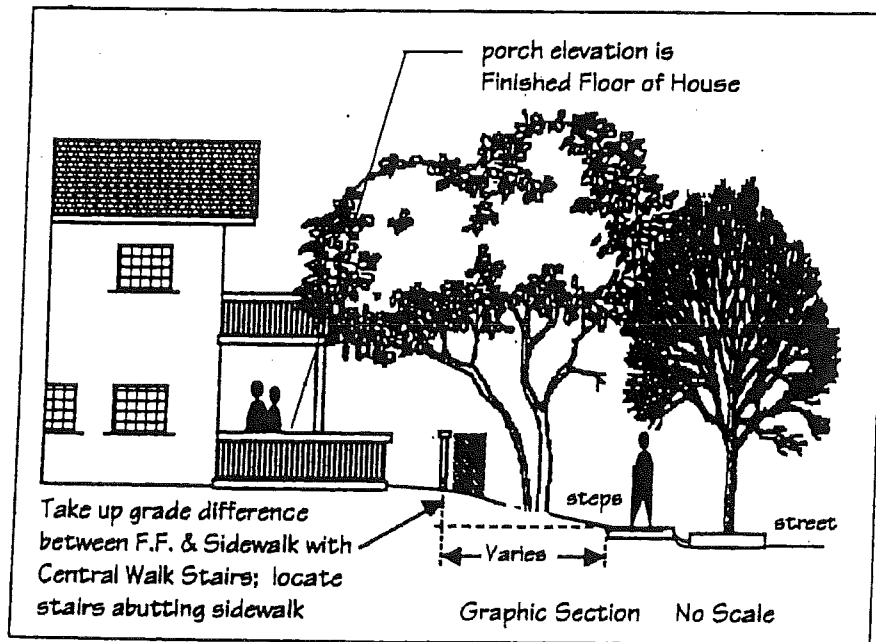 porch elevation is
Finished Floor of House
steps
street
Take up grade difference
between F.F. & Sidewalk with
Central Walk Stairs; locate
stairs abutting sidewalk
Varies
Graphic Section No Scale